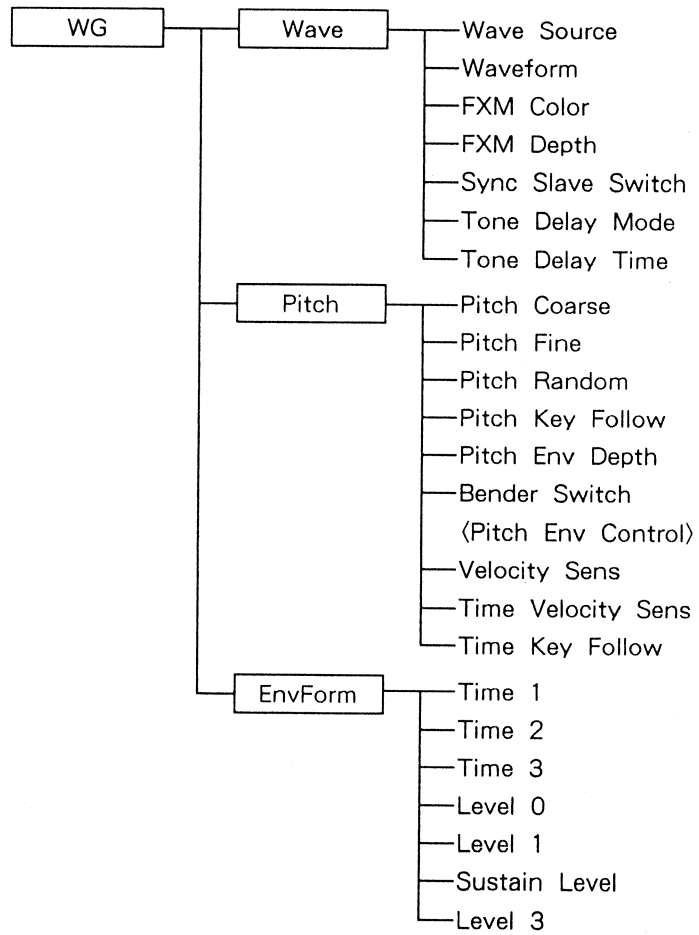 WG
Wave
Wave Source
Waveform
FXM Color
FXM Depth
Sync Slave Switch
Tone Delay Mode
Tone Delay Time
Pitch
Pitch Coarse
Pitch Fine
Pitch Random
Pitch Key Follow
Pitch Env Depth
Bender Switch
〈Pitch Env Control〉
Velocity Sens
Time Velocity Sens
Time Key Follow
EnvForm
Time 1
Time 2
Time 3
Level 0
Level 1
Sustain Level
Level 3